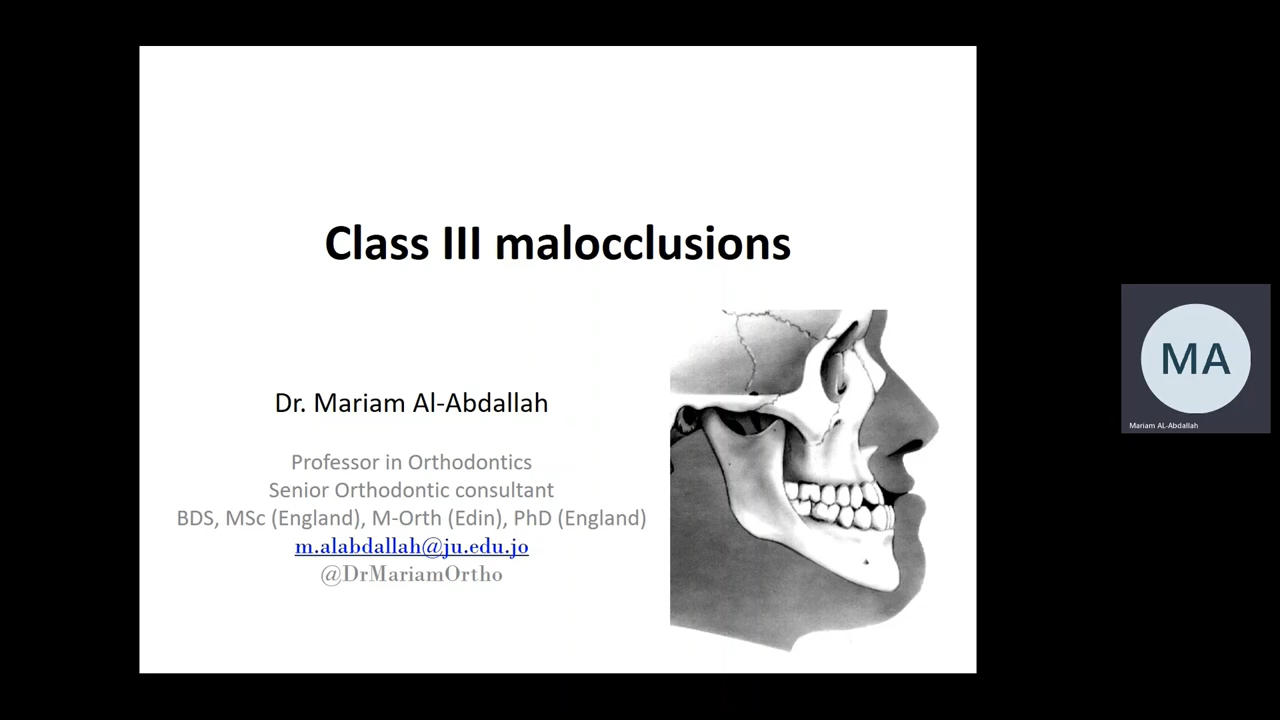 Class III malocclusions
Dr. Mariam Al-Abdallah
Professor in Orthodontics
Senior Orthodontic consultant
BDS, MSc (England), M-Orth (Edin), PhD (England)
m.alabdallah@ju.edu.jo
@DrMariamOrtho
MA
Mariam AL-Abdallah